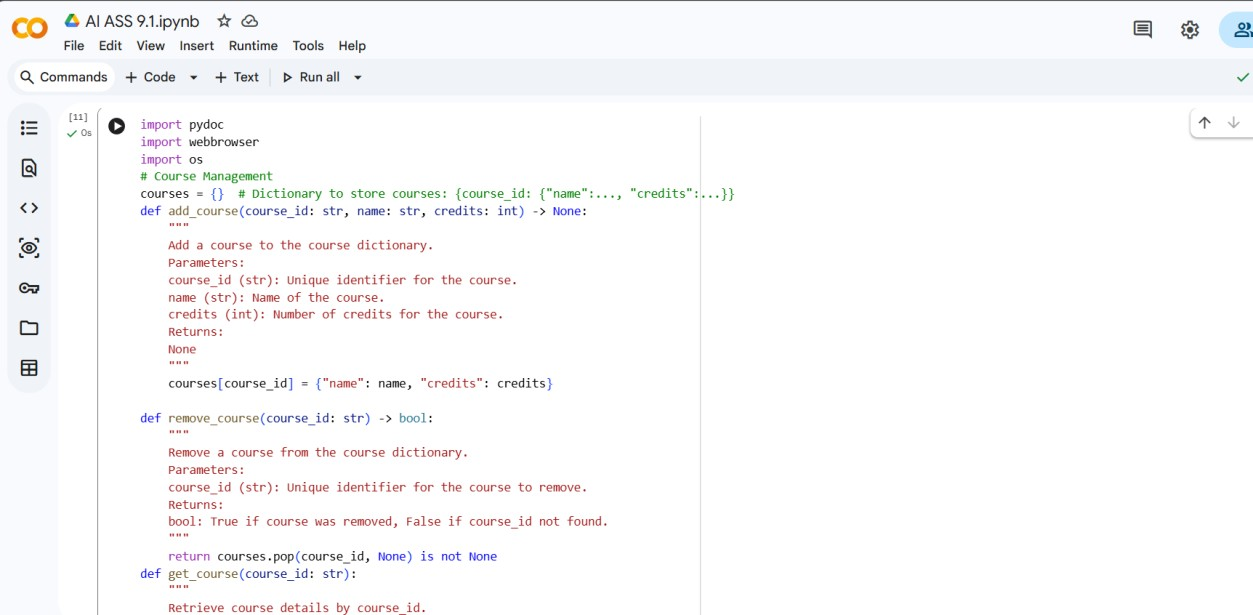 AI ASS 9.1.ipynb
File Edit View Insert Runtime Tools Help
Commands + Code + Text Run all
[11]
0s
import pydoc
import webbrowser
import os
# Course Management
courses = {}  # Dictionary to store courses: {course_id: {"name":..., "credits":...}}
def add_course(course_id: str, name: str, credits: int) -> None:
    """
    Add a course to the course dictionary.
    Parameters:
    course_id (str): Unique identifier for the course.
    name (str): Name of the course.
    credits (int): Number of credits for the course.
    Returns:
    None
    """
    courses[course_id] = {"name": name, "credits": credits}
def remove_course(course_id: str) -> bool:
    """
    Remove a course from the course dictionary.
    Parameters:
    course_id (str): Unique identifier for the course to remove.
    Returns:
    bool: True if course was removed, False if course_id not found.
    """
    return courses.pop(course_id, None) is not None
def get_course(course_id: str):
    """
    Retrieve course details by course_id.